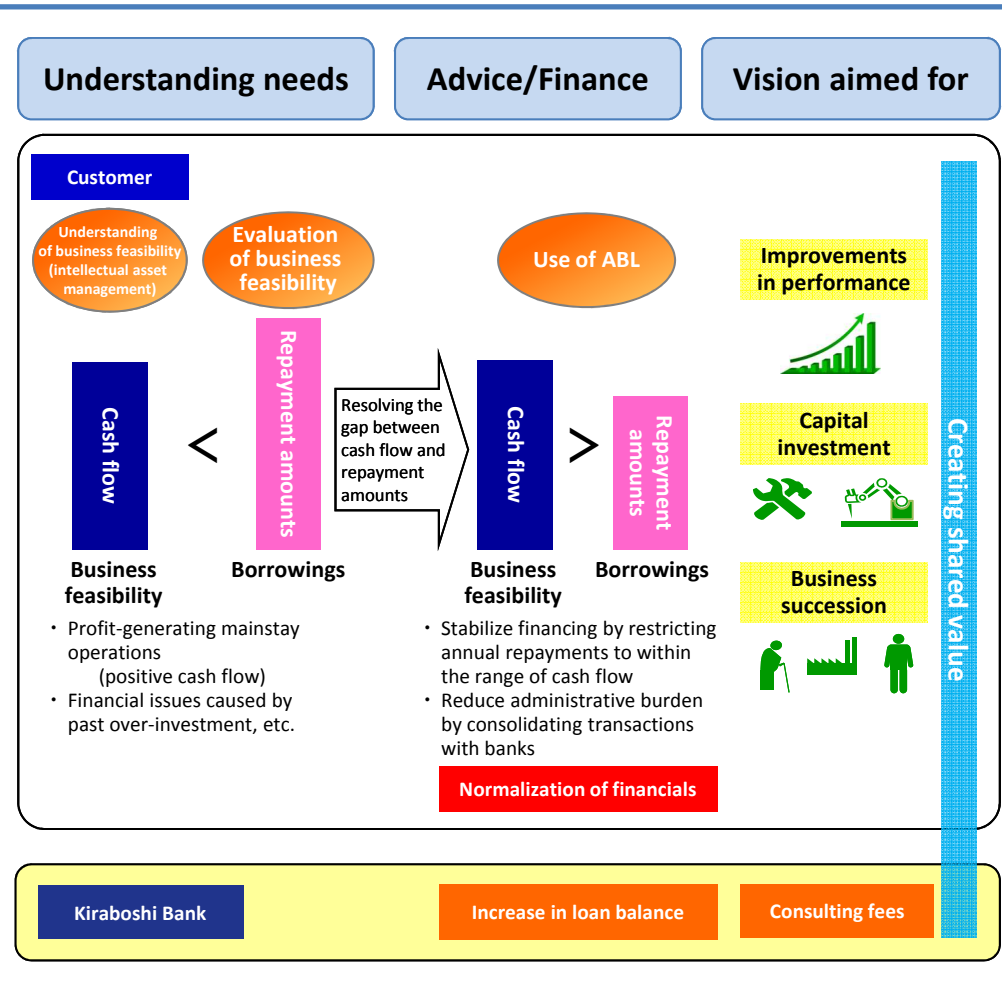 Understanding needs
Advice/Finance
Vision aimed for
Customer
Understanding
of business feasibility
(intellectual asset
management)
Evaluation
of business
feasibility
Use of ABL
Cash flow
<
Repayment amounts
Resolving the
gap between
cash flow and
repayment
amounts
Cash flow
>
Repayment
amounts
Business
feasibility
Borrowings
Business
feasibility
Borrowings
・ Profit-generating mainstay
operations
(positive cash flow)
・ Financial issues caused by
past over-investment, etc.
・ Stabilize financing by restricting
annual repayments to within
the range of cash flow
・ Reduce administrative burden
by consolidating transactions
with banks
Normalization of financials
Improvements
in performance
Capital
investment
Business
succession
Creating shared value
Kiraboshi Bank
Increase in loan balance
Consulting fees